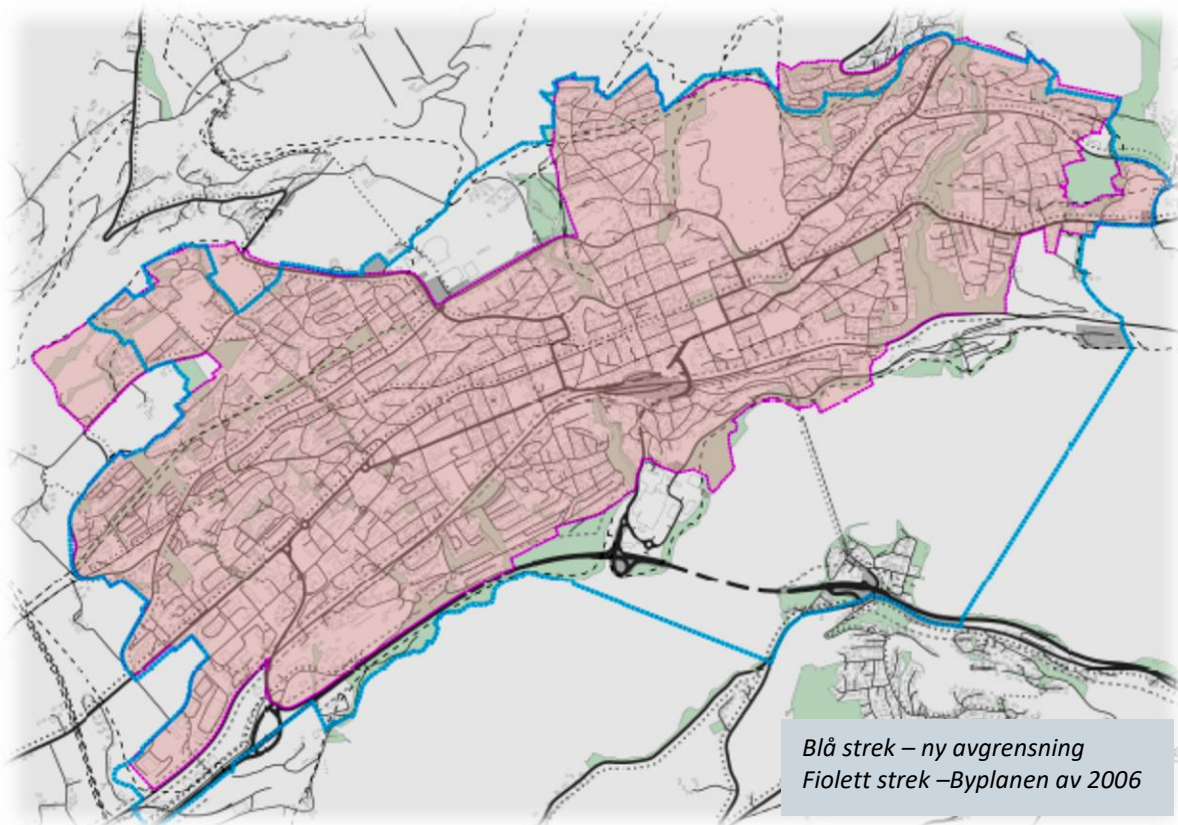 Blå strek – ny avgrensning
Fiolett strek –Byplanen av 2006